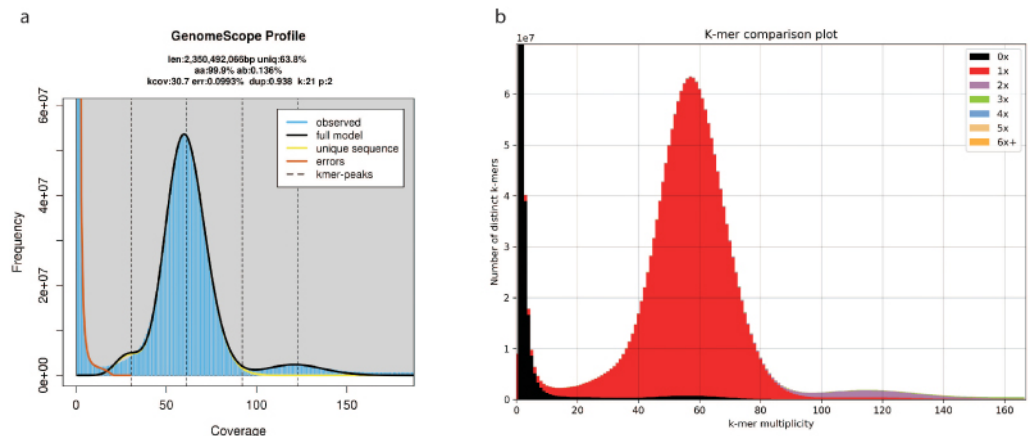 a
GenomeScope Profile
len:2,350,492,066bp uniq:63.8%
aa:99.9% ab:0.136%
kcov:30.7 err:0.0993% dup:0.938 k:21 p:2
6e+07
4e+07
2e+07
0e+00
Frequency
observed
full model
unique sequence
errors
kmer-peaks
0 50 100 150
Coverage
b
K-mer comparison plot
1e7
7
6
5
4
3
2
1
0
Number of distinct k-mers
0x
1x
2x
3x
4x
5x
6x+
0 20 40 60 80 100 120 140 160
k-mer multiplicity